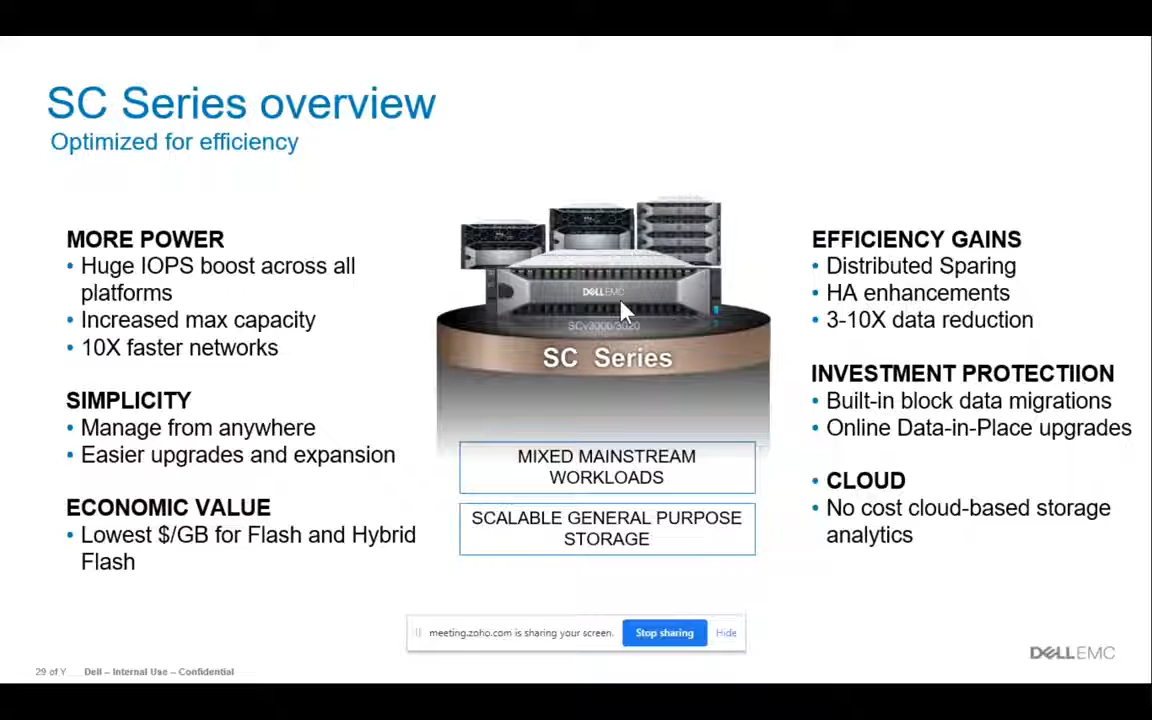 SC Series overview
Optimized for efficiency
MORE POWER
• Huge IOPS boost across all
platforms
• Increased max capacity
• 10X faster networks
SIMPLICITY
• Manage from anywhere
• Easier upgrades and expansion
ECONOMIC VALUE
• Lowest $/GB for Flash and Hybrid
Flash
DELLEMC
SCv3000/3020
SC Series
MIXED MAINSTREAM
WORKLOADS
SCALABLE GENERAL PURPOSE
STORAGE
EFFICIENCY GAINS
• Distributed Sparing
• HA enhancements
• 3-10X data reduction
INVESTMENT PROTECTIION
• Built-in block data migrations
• Online Data-in-Place upgrades
• CLOUD
• No cost cloud-based storage
analytics
meeting.zoho.com is sharing your screen. Stop sharing Hide
29 of Y Dell – Internal Use – Confidential
DELLEMC